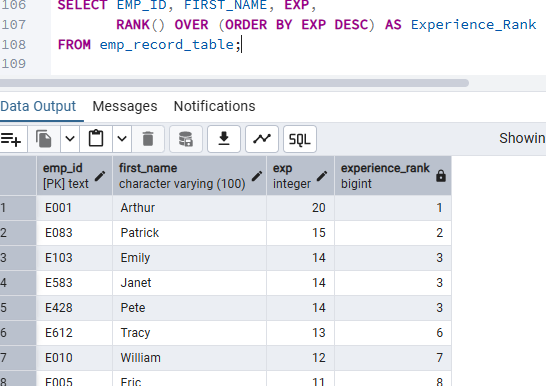 106 SELECT EMP_ID, FIRST_NAME, EXP,
107 RANK() OVER (ORDER BY EXP DESC) AS Experience_Rank
108 FROM emp_record_table;
109
Data Output Messages Notifications
SQL Showin
emp_id first_name exp experience_rank
[PK] text character varying (100) integer bigint
1 E001 Arthur 20 1
2 E083 Patrick 15 2
3 E103 Emily 14 3
4 E583 Janet 14 3
5 E428 Pete 14 3
6 E612 Tracy 13 6
7 E010 William 12 7
8 E005 Eric 11 8